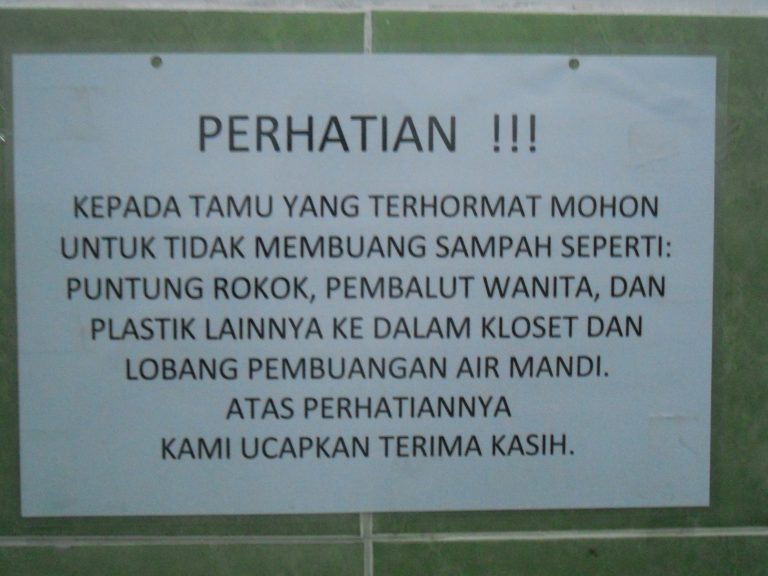 PERHATIAN !!!
KEPADA TAMU YANG TERHORMAT MOHON
UNTUK TIDAK MEMBUANG SAMPAH SEPERTI:
PUNTUNG ROKOK, PEMBALUT WANITA, DAN
PLASTIK LAINNYA KE DALAM KLOSET DAN
LOBANG PEMBUANGAN AIR MANDI.
ATAS PERHATIANNYA
KAMI UCAPKAN TERIMA KASIH.